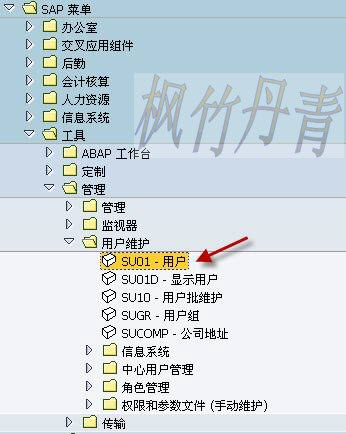 SAP 菜单
办公室
交叉应用组件
后勤
会计核算
人力资源
信息系统
工具
ABAP 工作台
定制
管理
管理
监视器
用户维护
SU01 - 用户
SU01D - 显示用户
SU10 - 用户批维护
SUGR - 用户组
SUCOMP - 公司地址
信息系统
中心用户管理
角色管理
权限和参数文件 (手动维护)
传输
枫竹丹青